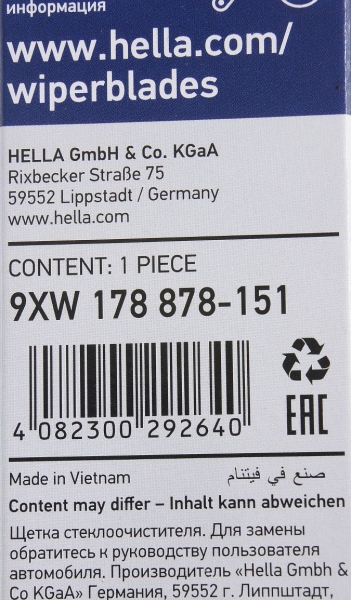 информация
www.hella.com/
wiperblades
HELLA GmbH & Co. KGaA
Rixbecker Straße 75
59552 Lippstadt / Germany
www.hella.com
CONTENT: 1 PIECE
9XW 178 878-151
4 082300 292640
EAC
Made in Vietnam صنع في فيتنام
Content may differ – Inhalt kann abweichen
Щетка стеклоочистителя. Для замены
обратитесь к руководству пользователя
автомобиля. Производитель «Hella Gmbh &
Co KGaA» Германия, 59552 г. Липпштадт,